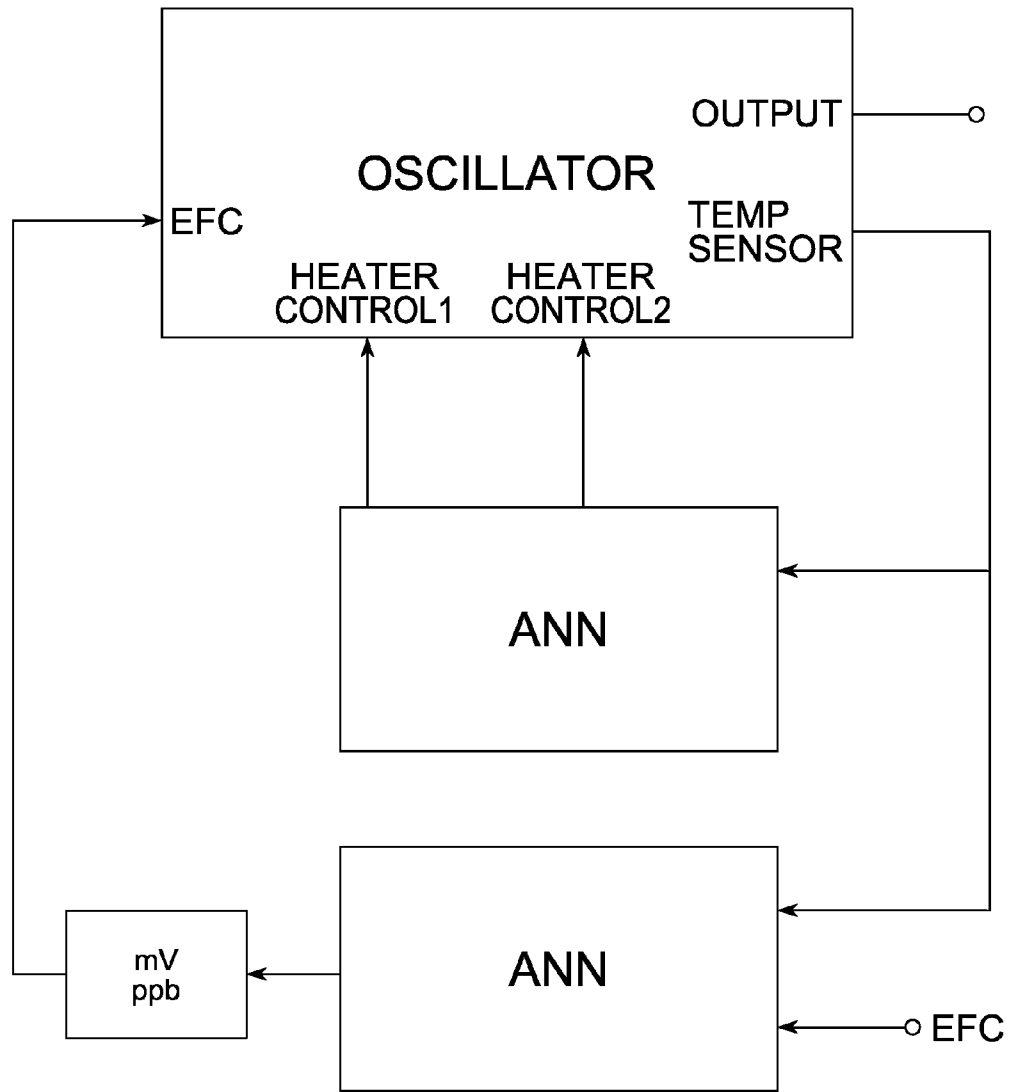 OUTPUT
OSCILLATOR
TEMP
SENSOR
EFC
HEATER
CONTROL1
HEATER
CONTROL2
ANN
ANN
mV
ppb
EFC